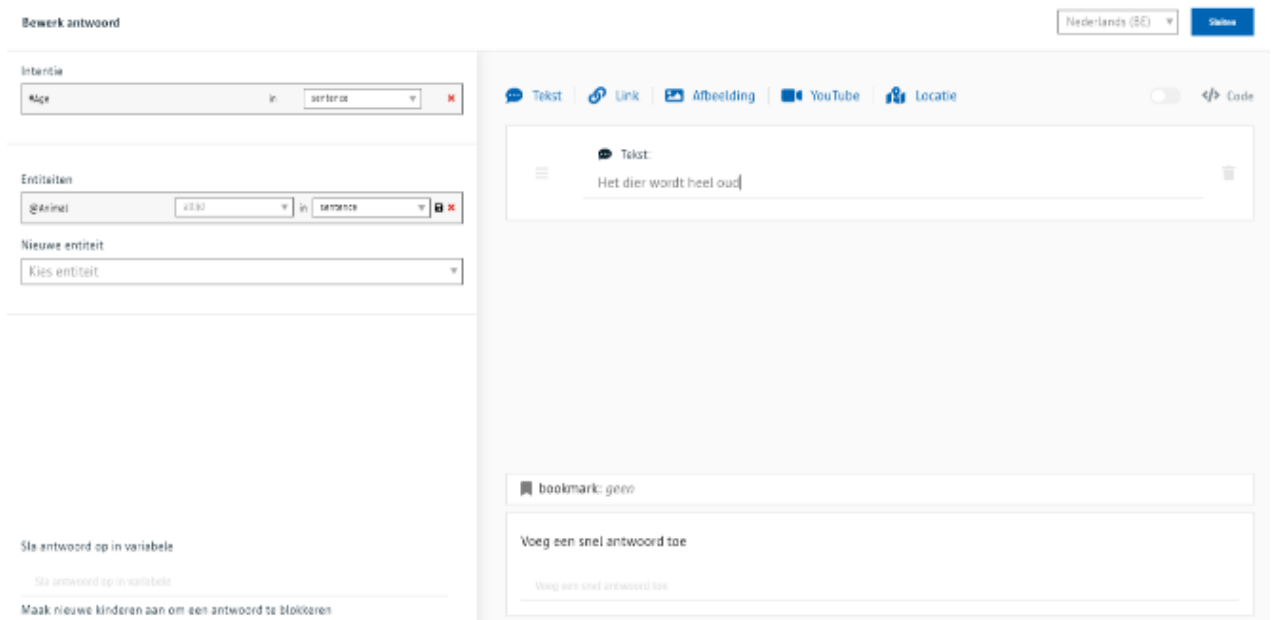 Bewerk antwoord
Nederlands (BE)
Sluiten
Intentie
#Age in sentence
Tekst Link Afbeelding YouTube Locatie </> Code
Tekst:
Het dier wordt heel oud
Entiteiten
@Animal in sentence
Nieuwe entiteit
Kies entiteit
bookmark: geen
Voeg een snel antwoord toe
Voeg een snel antwoord toe
Sla antwoord op in variabele
Sla antwoord op in variabele
Maak nieuwe kinderen aan om een antwoord te blokkeren